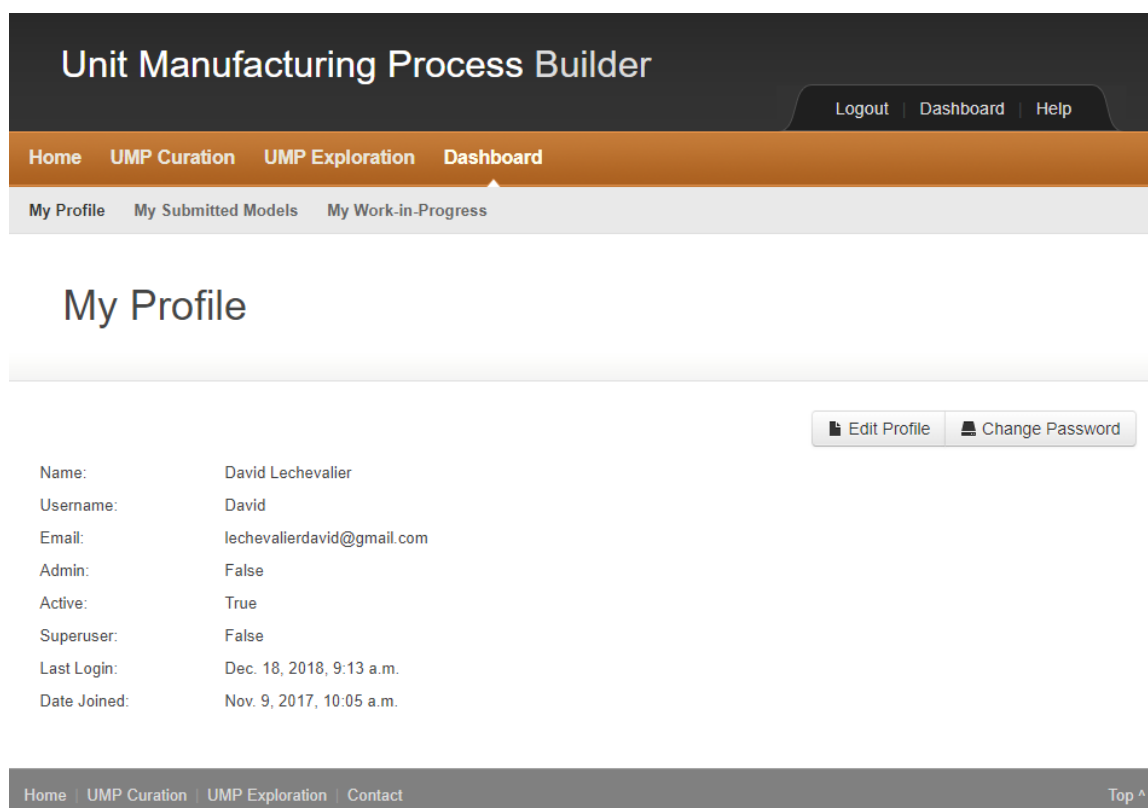 Unit Manufacturing Process Builder
Logout | Dashboard | Help
Home UMP Curation UMP Exploration Dashboard
My Profile My Submitted Models My Work-in-Progress
My Profile
Edit Profile Change Password
Name: David Lechevalier
Username: David
Email: lechevalierdavid@gmail.com
Admin: False
Active: True
Superuser: False
Last Login: Dec. 18, 2018, 9:13 a.m.
Date Joined: Nov. 9, 2017, 10:05 a.m.
Home | UMP Curation | UMP Exploration | Contact Top ^